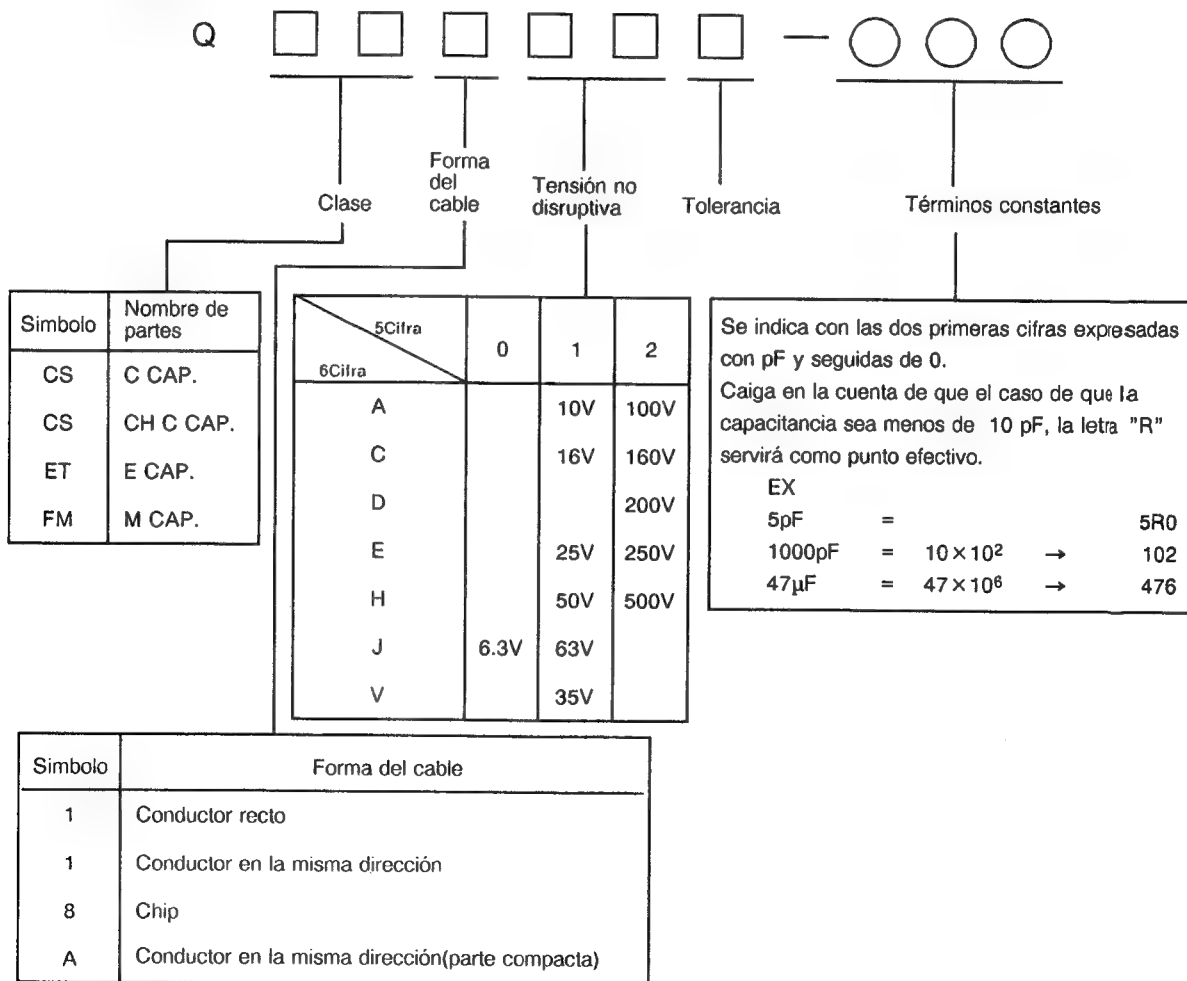 Q
Clase
Forma
del
cable
Tensión no
disruptiva
Tolerancia
Términos constantes
Simbolo Nombre de
partes
CS C CAP.
CS CH C CAP.
ET E CAP.
FM M CAP.
5Cifra
6Cifra
0 1 2
A 10V 100V
C 16V 160V
D 200V
E 25V 250V
H 50V 500V
J 6.3V 63V
V 35V
Se indica con las dos primeras cifras expresadas
con pF y seguidas de 0.
Caiga en la cuenta de que el caso de que la
capacitancia sea menos de 10 pF, la letra "R"
servirá como punto efectivo.
EX
5pF = 5R0
1000pF = 10×10² → 102
47µF = 47×10⁶ → 476
Simbolo Forma del cable
1 Conductor recto
1 Conductor en la misma dirección
8 Chip
A Conductor en la misma dirección(parte compacta)